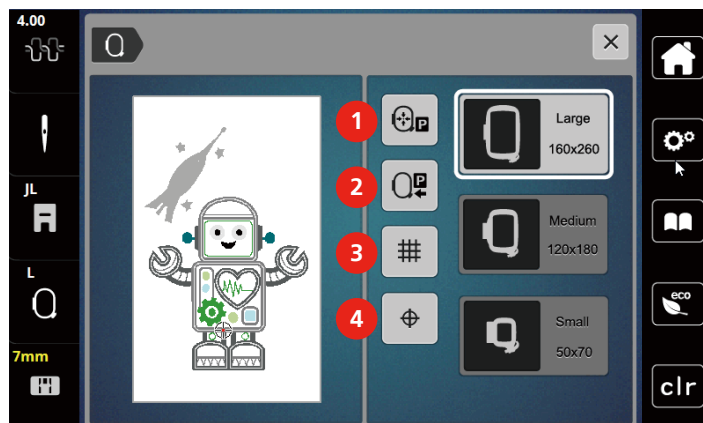 4.00
JL
L
7mm
1
P
2
P
3
4
Large
160x260
Medium
120x180
Small
50x70
eco
clr